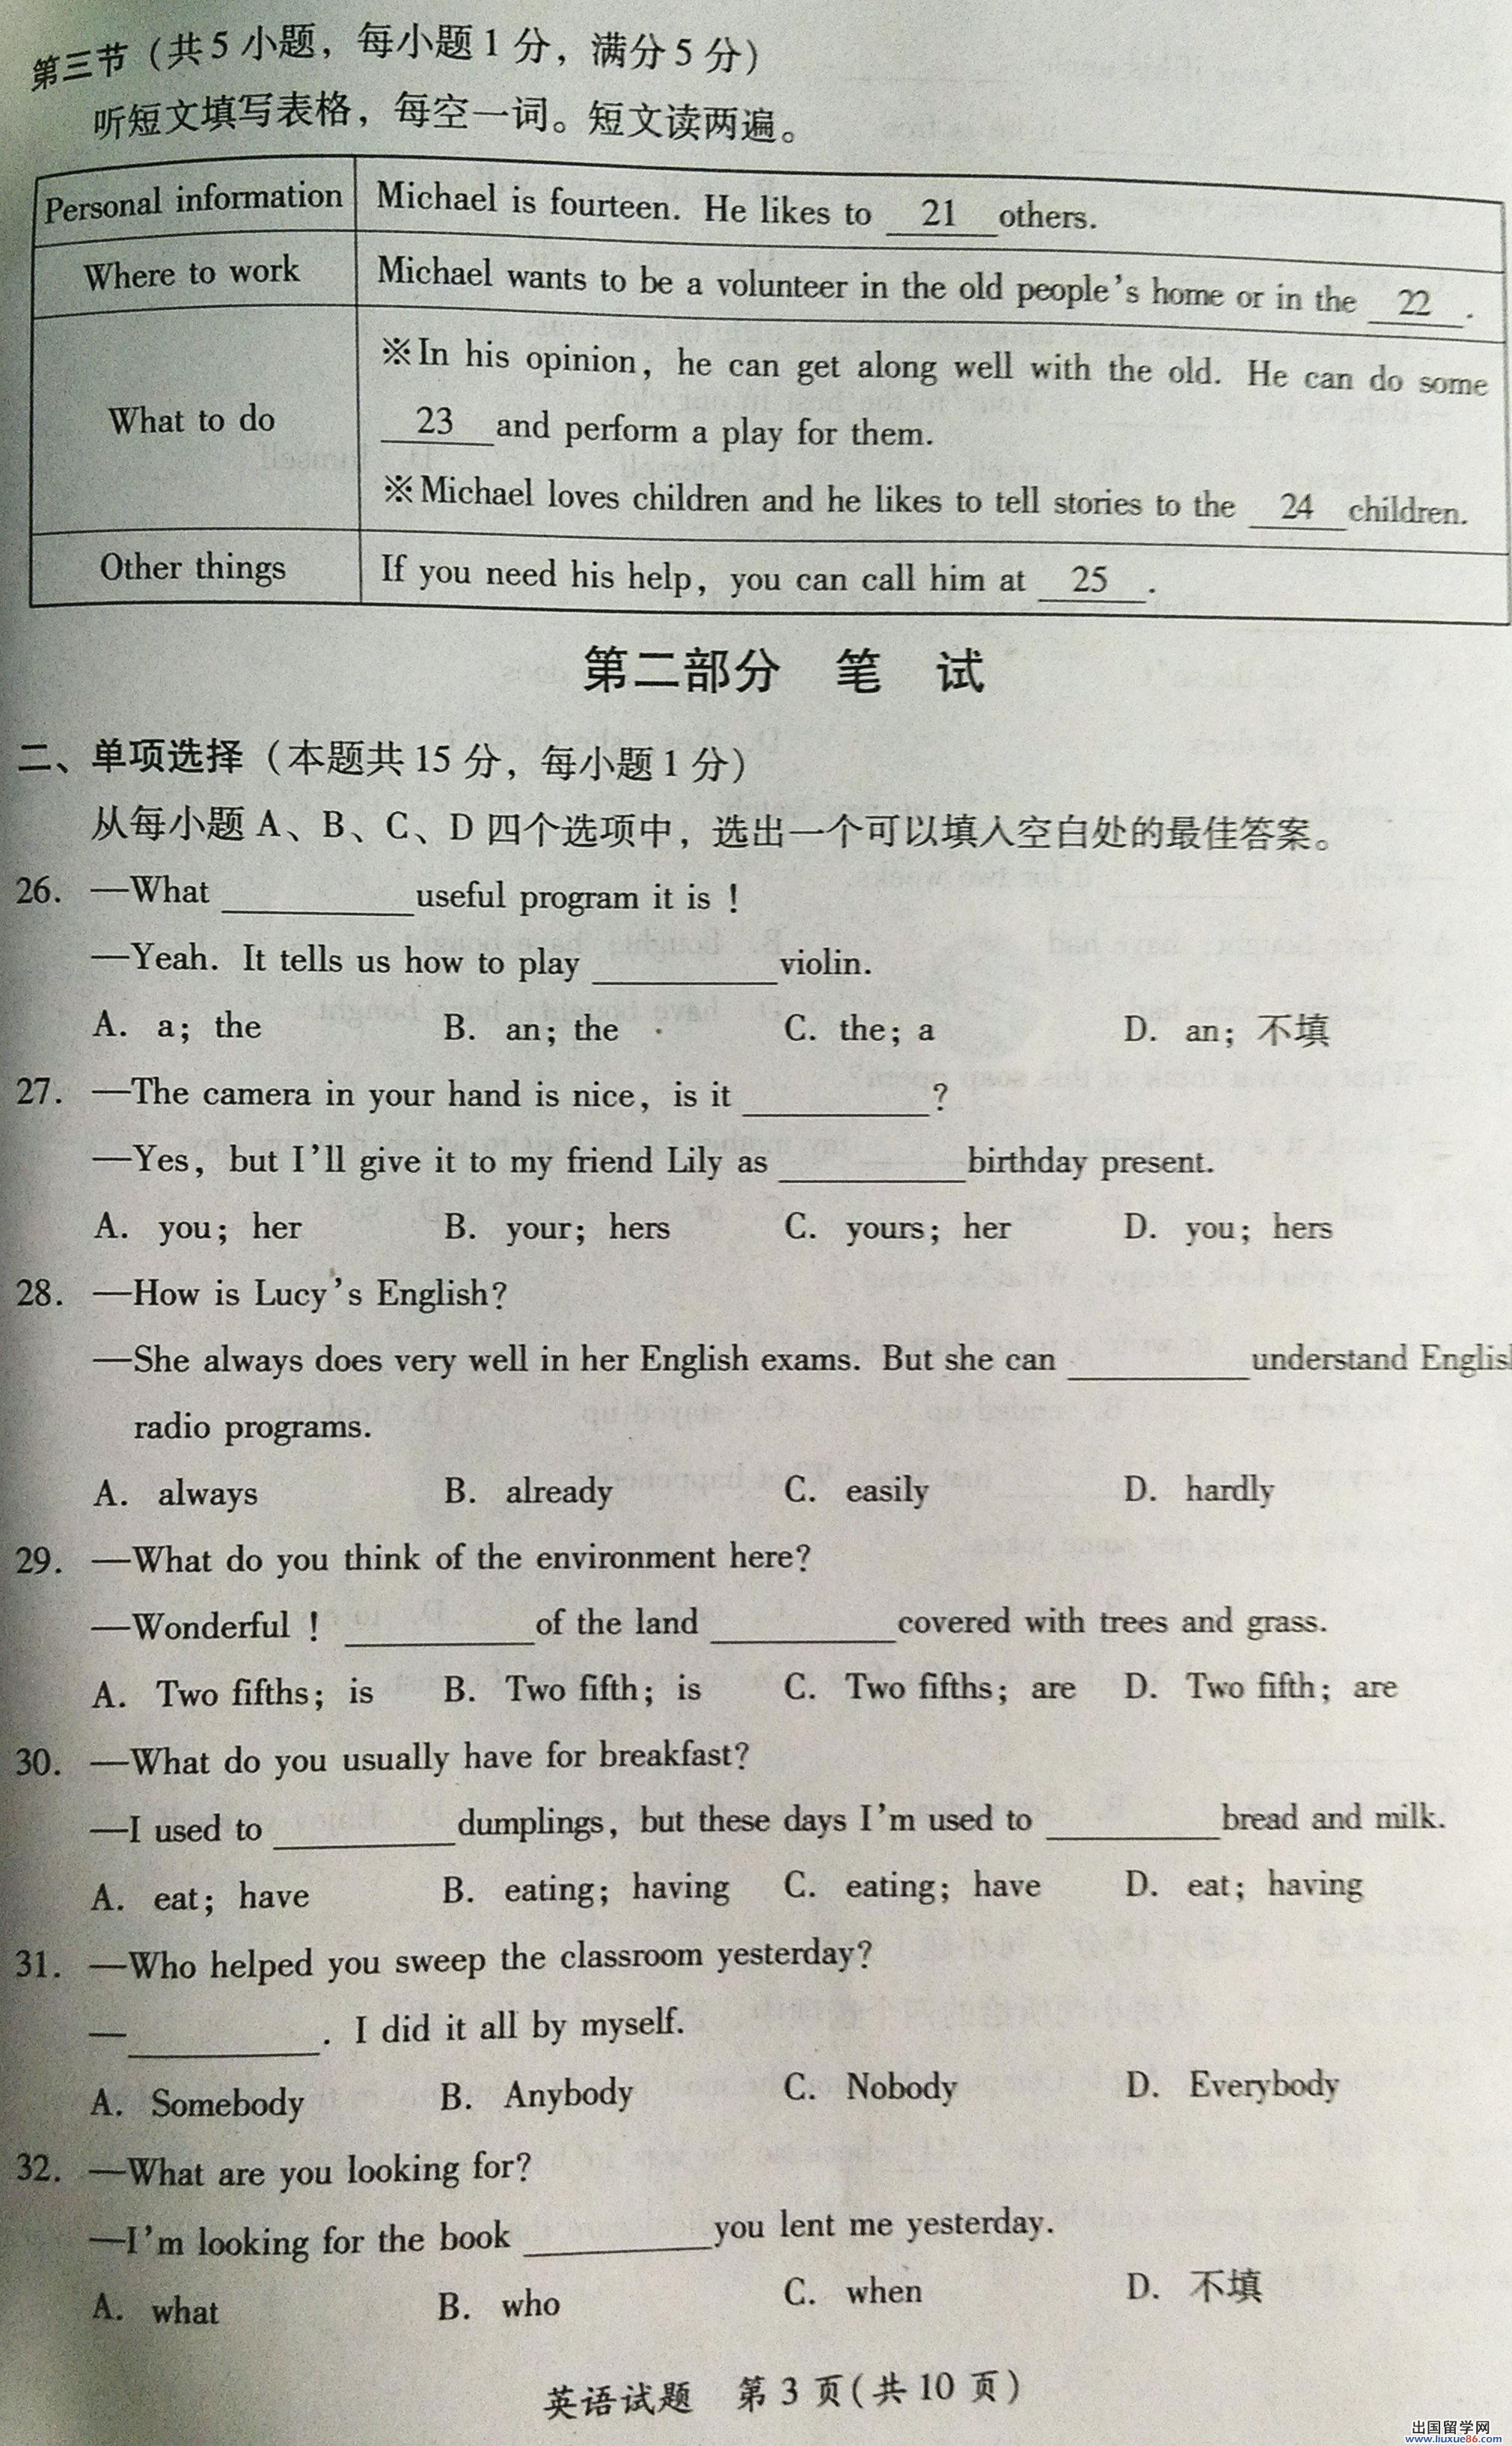 第三节（共5小题，每小题1分，满分5分）
听短文填写表格，每空一词。短文读两遍。
Personal information
Michael is fourteen. He likes to 21 others.
Where to work
Michael wants to be a volunteer in the old people's home or in the 22 .
What to do
※In his opinion, he can get along well with the old. He can do some
23 and perform a play for them.
※Michael loves children and he likes to tell stories to the 24 children.
Other things
If you need his help, you can call him at 25 .
第二部分 笔 试
二、单项选择（本题共15分，每小题1分）
从每小题A、B、C、D四个选项中，选出一个可以填入空白处的最佳答案。
26. —What ________ useful program it is！
—Yeah. It tells us how to play ________ violin.
A. a；the B. an；the C. the；a D. an；不填
27. —The camera in your hand is nice, is it ________?
—Yes, but I'll give it to my friend Lily as ________ birthday present.
A. you；her B. your；hers C. yours；her D. you；hers
28. —How is Lucy's English?
—She always does very well in her English exams. But she can ________ understand Englis
radio programs.
A. always B. already C. easily D. hardly
29. —What do you think of the environment here?
—Wonderful！ ________ of the land ________ covered with trees and grass.
A. Two fifths；is B. Two fifth；is C. Two fifths；are D. Two fifth；are
30. —What do you usually have for breakfast?
—I used to ________ dumplings, but these days I'm used to ________ bread and milk.
A. eat；have B. eating；having C. eating；have D. eat；having
31. —Who helped you sweep the classroom yesterday?
—________. I did it all by myself.
A. Somebody B. Anybody C. Nobody D. Everybody
32. —What are you looking for?
—I'm looking for the book ________ you lent me yesterday.
A. what B. who C. when D. 不填
英语试题 第3页（共10页）
出国留学网
www.liuxue86.com